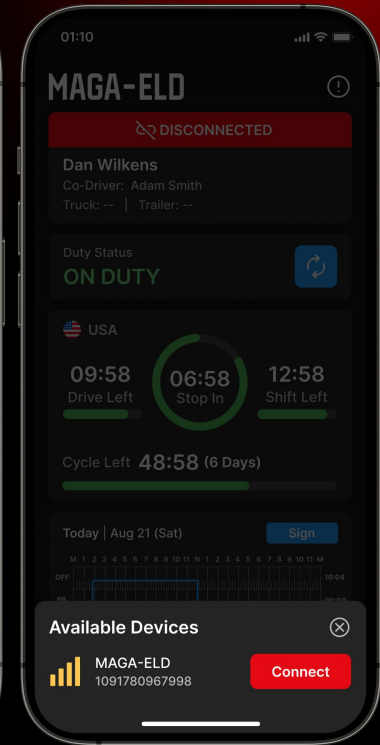 01:10
MAGA-ELD
DISCONNECTED
Dan Wilkens
Co-Driver: Adam Smith
Truck: -- | Trailer: --
Duty Status
ON DUTY
USA
09:58
Drive Left
06:58
Stop In
12:58
Shift Left
Cycle Left 48:58 (6 Days)
Today | Aug 21 (Sat)
Sign
M 1 2 3 4 5 6 7 8 9 10 11 N 1 2 3 4 5 6 7 8 9 10 11 M
OFF 10:04
SB 00:00
Available Devices
MAGA-ELD
1091780967998
Connect